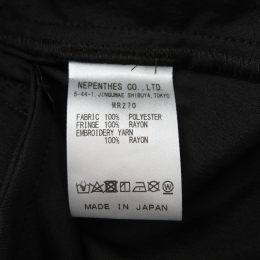 NEPENTHES CO., LTD.
5-44-1, JINGUMAE SHIBUYA, TOKYO
WR270
FABRIC 100% POLYESTER
FRINGE 100% RAYON
EMBROIDERY YARN
100% RAYON
MADE IN JAPAN